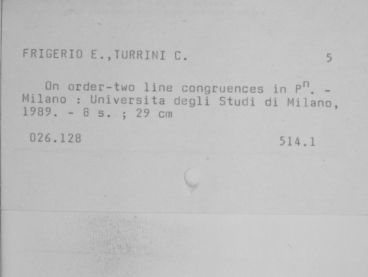 FRIGERIO E.,TURRINI C. 5
On order-two line congruences in Pⁿ. -
Milano : Universita degli Studi di Milano,
1989. - 8 s. ; 29 cm
026.128 514.1